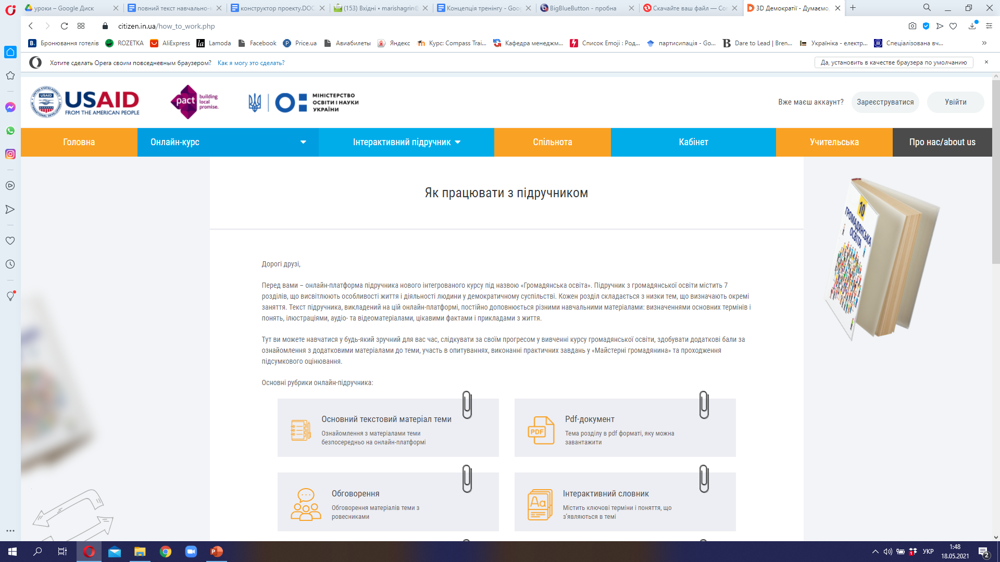 уроки – Google Диск
повний текст навчально-м
конструктор проекту.DOC
(153) Вхідні • marishagrin@
Концепція тренінгу - Goo
BigBlueButton - пробна
Скачайте ваш файл — Co
3D Демократії - Думаємо,
citizen.in.ua/how_to_work.php
Бронювання готелів
ROZETKA
AliExpress
Lamoda
Facebook
Price.ua
Авиабилеты
Яндекс
Курс: Compass Trai...
Кафедра менеджм...
Список Emoji : Род...
партисипація - Go...
Dare to Lead | Bren...
Україніка - електр...
Спеціалізована вч...
Хотите сделать Opera своим повседневным браузером? Как я могу это сделать?
Да, установить в качестве браузера по умолчанию
USAID
FROM THE AMERICAN PEOPLE
pact
building
local
promise.
МІНІСТЕРСТВО
ОСВІТИ І НАУКИ
УКРАЇНИ
Вже маєш аккаунт?
Зареєструватися
Увійти
Головна
Онлайн-курс
Інтерактивний підручник
Спільнота
Кабінет
Учительська
Про нас/about us
Як працювати з підручником
10
ГРОМАДЯНСЬКА
ОСВІТА
Дорогі друзі,
Перед вами – онлайн-платформа підручника нового інтегрованого курсу під назвою «Громадянська освіта». Підручник з громадянської освіти містить 7
розділів, що висвітлюють особливості життя і діяльності людини у демократичному суспільстві. Кожен розділ складається з низки тем, що визначають окремі
заняття. Текст підручника, викладений на цій онлайн-платформі, постійно доповнюється різними навчальними матеріалами: визначеннями основних термінів і
понять, ілюстраціями, аудіо- та відеоматеріалами, цікавими фактами і прикладами з життя.
Тут ви можете навчатися у будь-який зручний для вас час, слідкувати за своїм прогресом у вивченні курсу громадянської освіти, здобувати додаткові бали за
ознайомлення з додатковими матеріалами до теми, участь в опитуваннях, виконанні практичних завдань у «Майстерні громадянина» та проходження
підсумкового оцінювання.
Основні рубрики онлайн-підручника:
Основний текстовий матеріал теми
Ознайомлення з матеріалами теми
безпосередньо на онлайн-платформі
PDF
Pdf-документ
Тема розділу в pdf форматі, яку можна
завантажити
Обговорення
Обговорення матеріалів теми з
ровесниками
Aa
Інтерактивний словник
Містить ключові терміни і поняття, що
з'являються в темі
УКР
1:48
18.05.2021
2